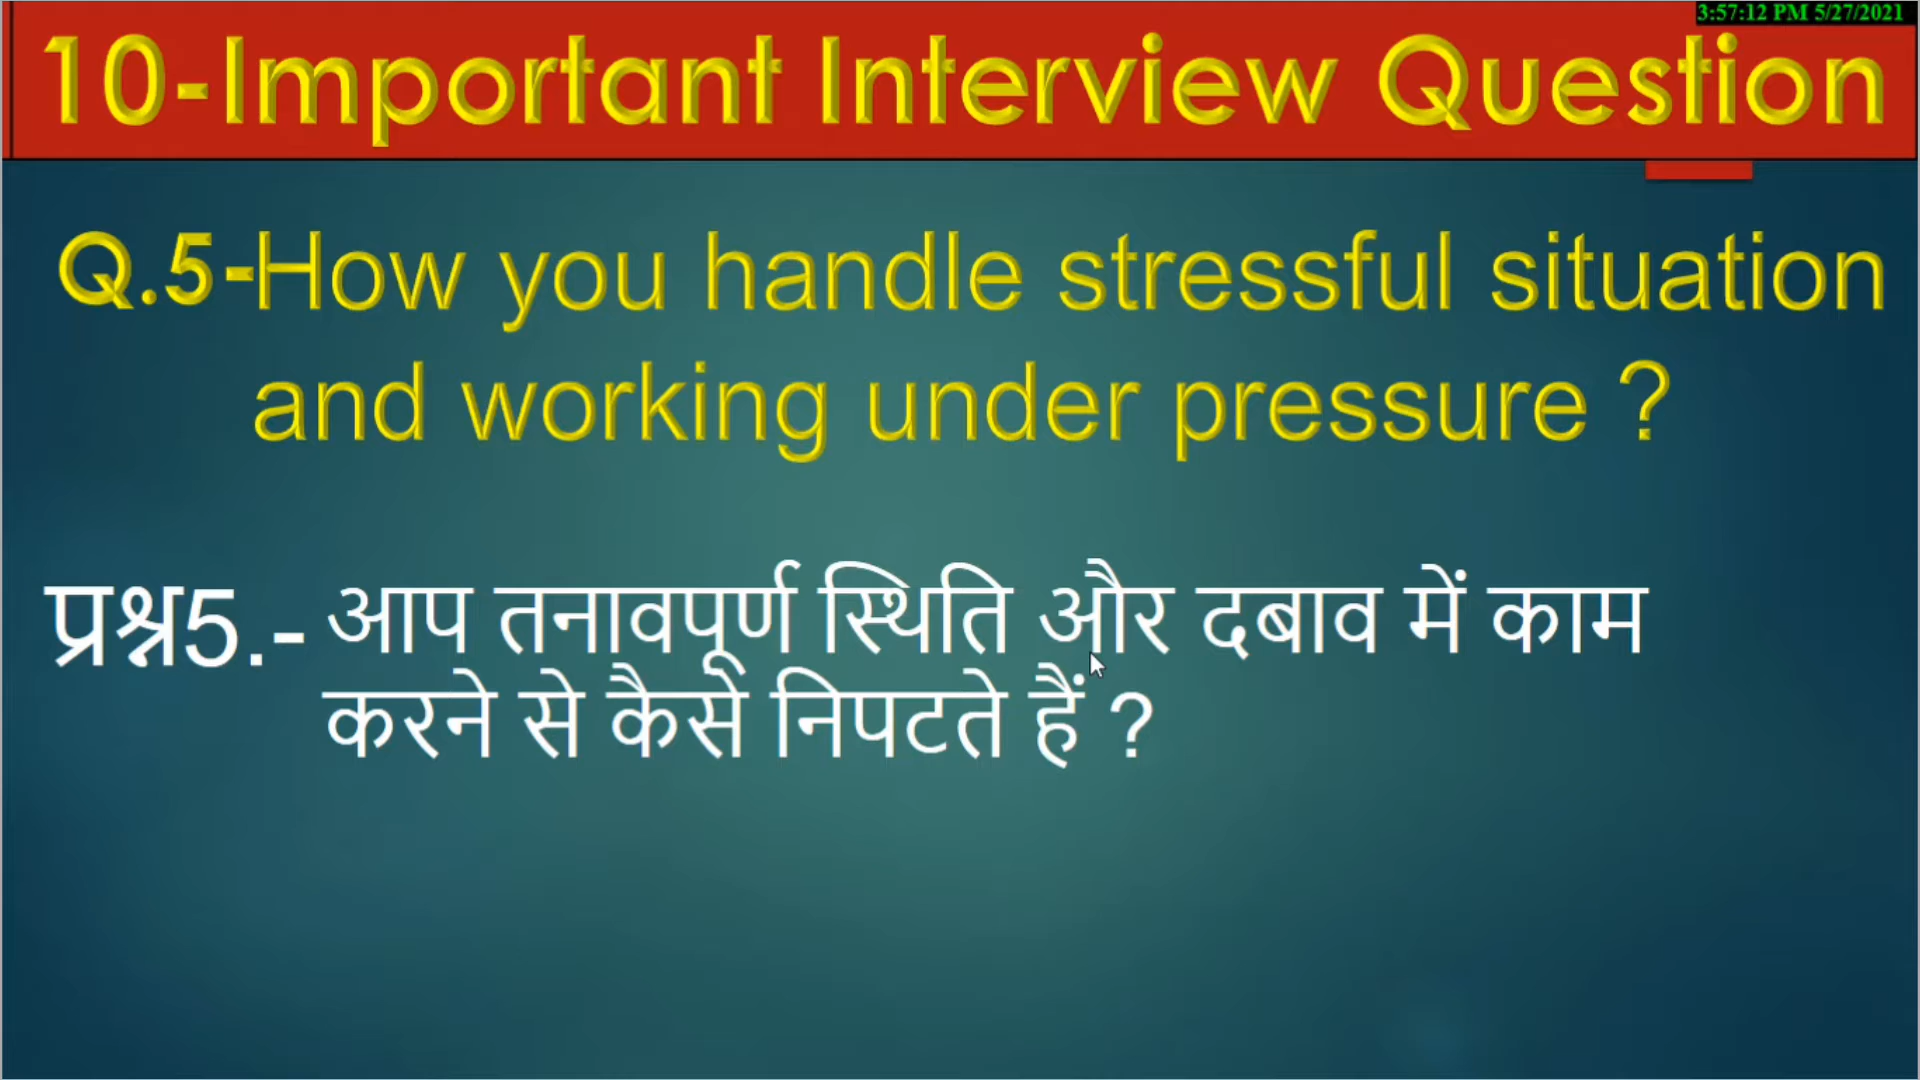 3:57:12 PM 5/27/2021
10-Important Interview Question
Q.5-How you handle stressful situation
and working under pressure ?
प्रश्न5.- आप तनावपूर्ण स्थिति और दबाव में काम
करने से कैसे निपटते हैं ?